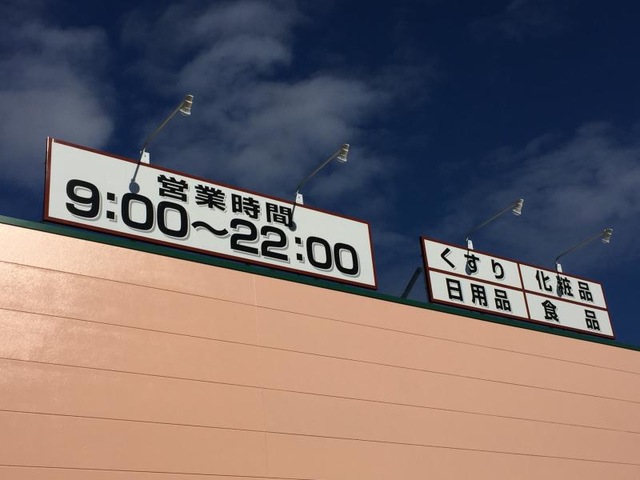 営業時間
9:00〜22:00
くすり 化粧品
日用品 食品